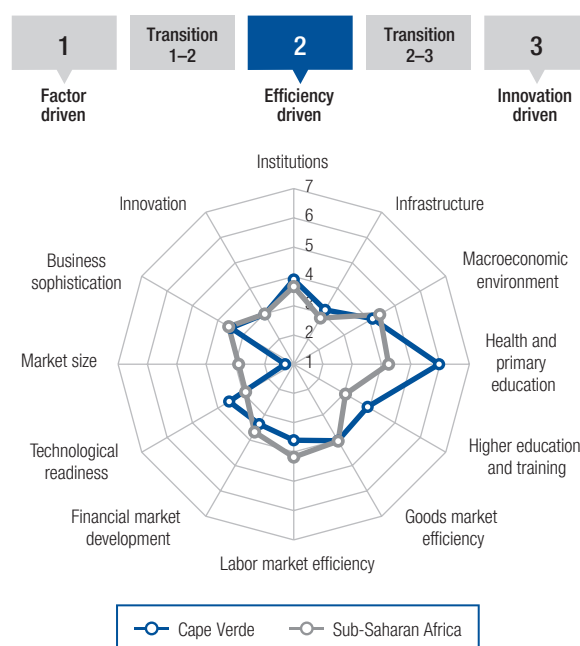 1
Transition
1–2
2
Transition
2–3
3
Factor
driven
Efficiency
driven
Innovation
driven
Institutions
Infrastructure
Macroeconomic
environment
Health and
primary
education
Higher education
and training
Goods market
efficiency
Labor market efficiency
Financial market
development
Technological
readiness
Market size
Business
sophistication
Innovation
7
6
5
4
3
2
1
Cape Verde
Sub-Saharan Africa